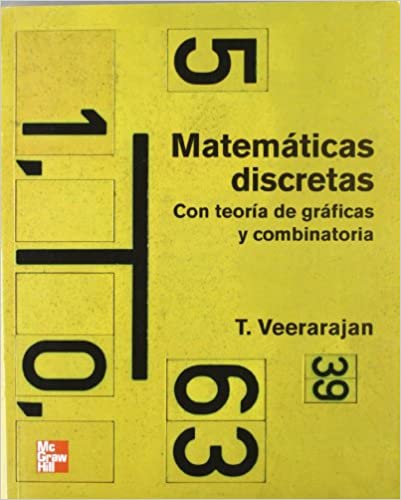 5
1,
0,
63
39
Matemáticas
discretas
Con teoría de gráficas
y combinatoria
T. Veerarajan
Mc
Graw
Hill